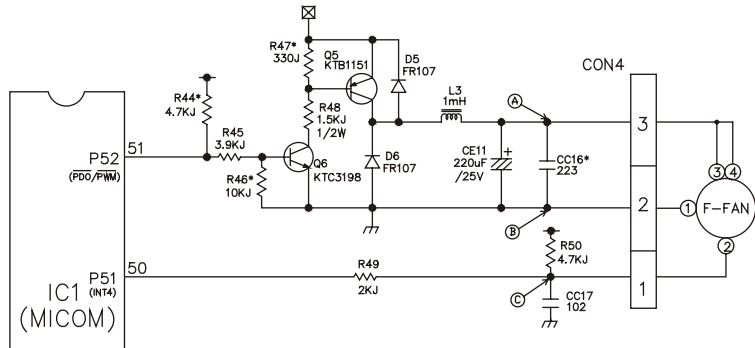 R47*
330J
Q5
KTB1151
D5
FR107
CON4
L3
1mH
A
R44*
4.7KJ
R48
1.5KJ
1/2W
3
51
R45
3.9KJ
CE11
220uF
/25V
+
CC16*
223
3
4
P52
(PDO/PWM)
Q6
KTC3198
D6
FR107
R46*
10KJ
2
1
F-FAN
B
2
R50
4.7KJ
50
P51
(INT4)
R49
2KJ
C
1
CC17
102
IC1
(MICOM)